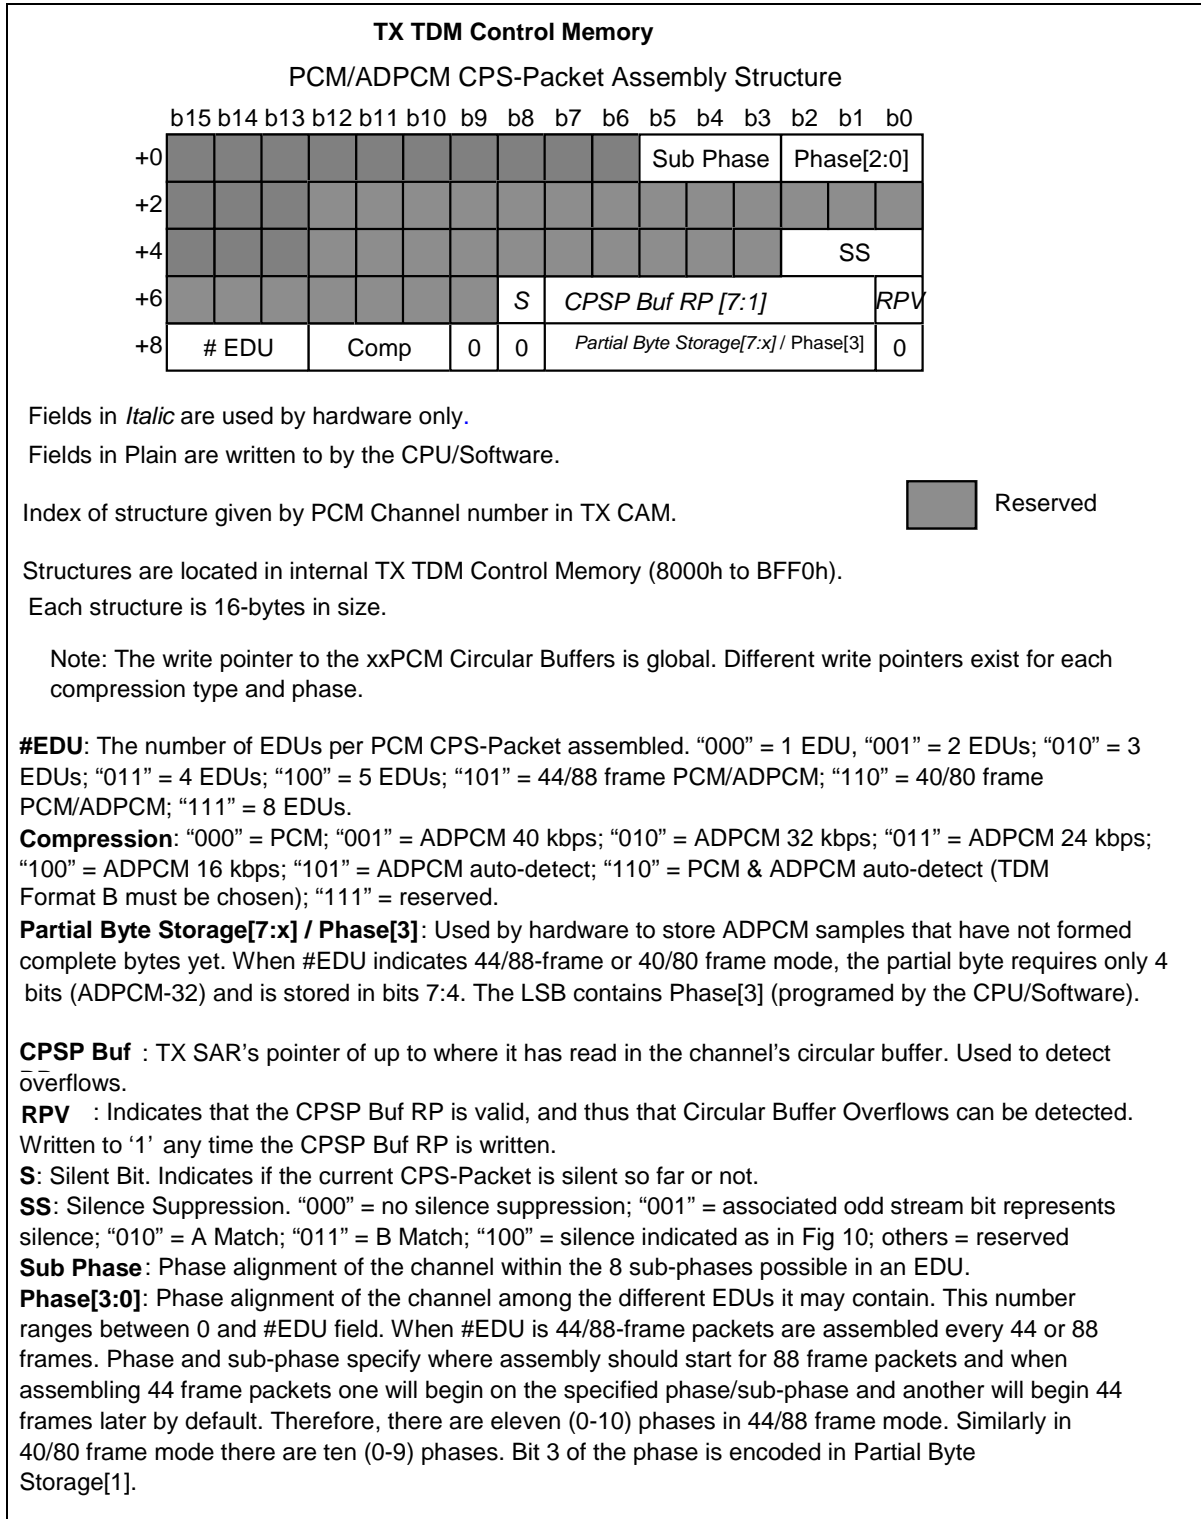 TX TDM Control Memory
PCM/ADPCM CPS-Packet Assembly Structure
b15 b14 b13 b12 b11 b10 b9 b8 b7 b6 b5 b4 b3 b2 b1 b0
+0 Sub Phase Phase[2:0]
+2
+4 SS
+6 S CPSP Buf RP [7:1] RPV
+8 # EDU Comp 0 0 Partial Byte Storage[7:x] / Phase[3] 0
Fields in Italic are used by hardware only.
Fields in Plain are written to by the CPU/Software.
Index of structure given by PCM Channel number in TX CAM.
Reserved
Structures are located in internal TX TDM Control Memory (8000h to BFF0h).
Each structure is 16-bytes in size.
Note: The write pointer to the xxPCM Circular Buffers is global. Different write pointers exist for each
compression type and phase.
#EDU: The number of EDUs per PCM CPS-Packet assembled. “000” = 1 EDU, “001” = 2 EDUs; “010” = 3
EDUs; “011” = 4 EDUs; “100” = 5 EDUs; “101” = 44/88 frame PCM/ADPCM; “110” = 40/80 frame
PCM/ADPCM; “111” = 8 EDUs.
Compression: “000” = PCM; “001” = ADPCM 40 kbps; “010” = ADPCM 32 kbps; “011” = ADPCM 24 kbps;
“100” = ADPCM 16 kbps; “101” = ADPCM auto-detect; “110” = PCM & ADPCM auto-detect (TDM
Format B must be chosen); “111” = reserved.
Partial Byte Storage[7:x] / Phase[3]: Used by hardware to store ADPCM samples that have not formed
complete bytes yet. When #EDU indicates 44/88-frame or 40/80 frame mode, the partial byte requires only 4
bits (ADPCM-32) and is stored in bits 7:4. The LSB contains Phase[3] (programed by the CPU/Software).
CPSP Buf : TX SAR’s pointer of up to where it has read in the channel’s circular buffer. Used to detect
overflows.
RPV : Indicates that the CPSP Buf RP is valid, and thus that Circular Buffer Overflows can be detected.
Written to ‘1’ any time the CPSP Buf RP is written.
S: Silent Bit. Indicates if the current CPS-Packet is silent so far or not.
SS: Silence Suppression. “000” = no silence suppression; “001” = associated odd stream bit represents
silence; “010” = A Match; “011” = B Match; “100” = silence indicated as in Fig 10; others = reserved
Sub Phase: Phase alignment of the channel within the 8 sub-phases possible in an EDU.
Phase[3:0]: Phase alignment of the channel among the different EDUs it may contain. This number
ranges between 0 and #EDU field. When #EDU is 44/88-frame packets are assembled every 44 or 88
frames. Phase and sub-phase specify where assembly should start for 88 frame packets and when
assembling 44 frame packets one will begin on the specified phase/sub-phase and another will begin 44
frames later by default. Therefore, there are eleven (0-10) phases in 44/88 frame mode. Similarly in
40/80 frame mode there are ten (0-9) phases. Bit 3 of the phase is encoded in Partial Byte
Storage[1].